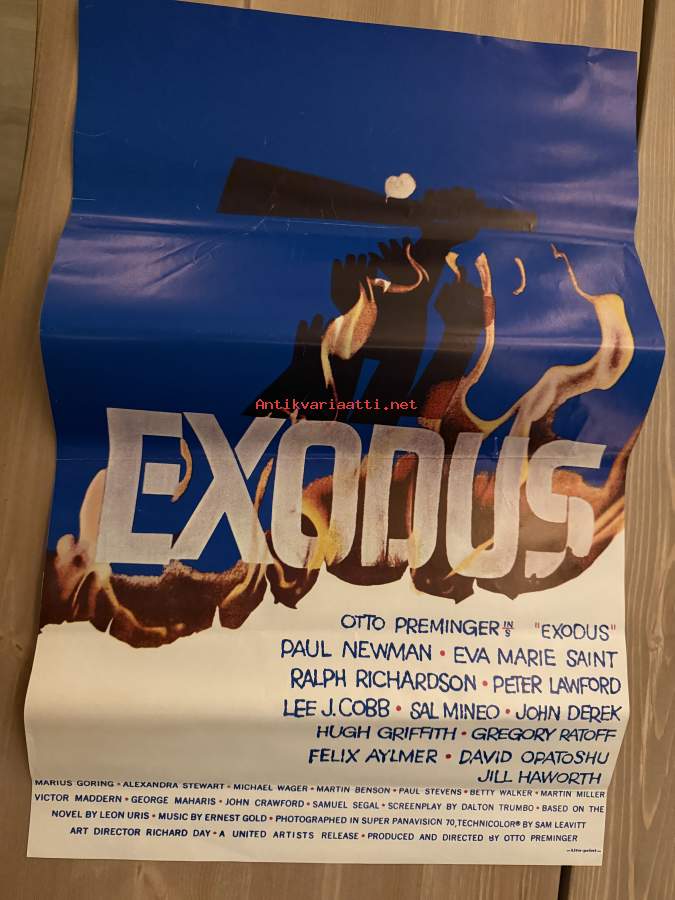 Antikvariaatti.net
EXODUS
OTTO PREMINGER IN S "EXODUS"
PAUL NEWMAN • EVA MARIE SAINT
RALPH RICHARDSON • PETER LAWFORD
LEE J. COBB • SAL MINEO • JOHN DEREK
HUGH GRIFFITH • GREGORY RATOFF
FELIX AYLMER • DAVID OPATOSHU
JILL HAWORTH
MARIUS GORING • ALEXANDRA STEWART • MICHAEL WAGER • MARTIN BENSON • PAUL STEVENS • BETTY WALKER • MARTIN MILLER
VICTOR MADDERN • GEORGE MAHARIS • JOHN CRAWFORD • SAMUEL SEGAL • SCREENPLAY BY DALTON TRUMBO • BASED ON THE
NOVEL BY LEON URIS • MUSIC BY ERNEST GOLD • PHOTOGRAPHED IN SUPER PANAVISION 70, TECHNICOLOR® BY SAM LEAVITT
ART DIRECTOR RICHARD DAY • A UNITED ARTISTS RELEASE • PRODUCED AND DIRECTED BY OTTO PREMINGER